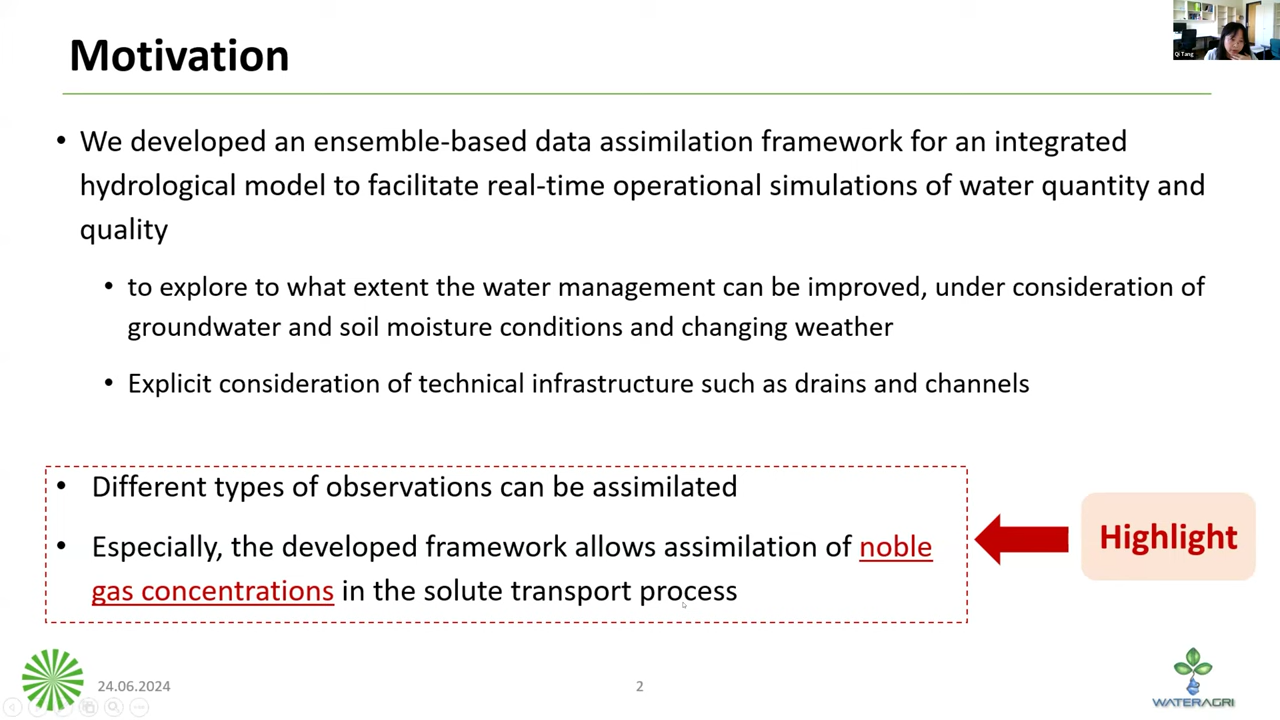 Motivation
Qi Tang
• We developed an ensemble-based data assimilation framework for an integrated
hydrological model to facilitate real-time operational simulations of water quantity and
quality
• to explore to what extent the water management can be improved, under consideration of
groundwater and soil moisture conditions and changing weather
• Explicit consideration of technical infrastructure such as drains and channels
• Different types of observations can be assimilated
• Especially, the developed framework allows assimilation of noble
gas concentrations in the solute transport process
Highlight
24.06.2024
2
WATERAGRI